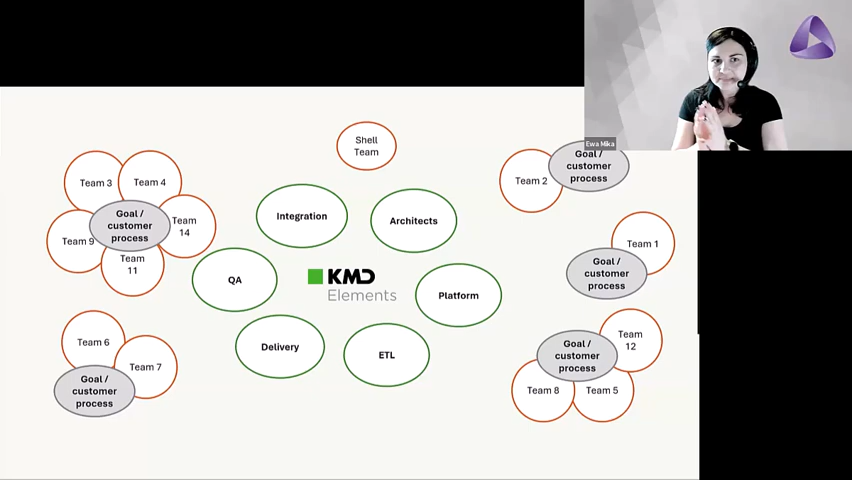 Ewa Mika
Shell
Team
Team 3
Team 4
Goal /
customer
process
Team
14
Team 9
Team
11
Integration
Architects
QA
KMD
Elements
Platform
Delivery
ETL
Team 2
Goal /
customer
process
Team 1
Goal /
customer
process
Team 6
Team 7
Goal /
customer
process
Team
12
Goal /
customer
process
Team 8
Team 5